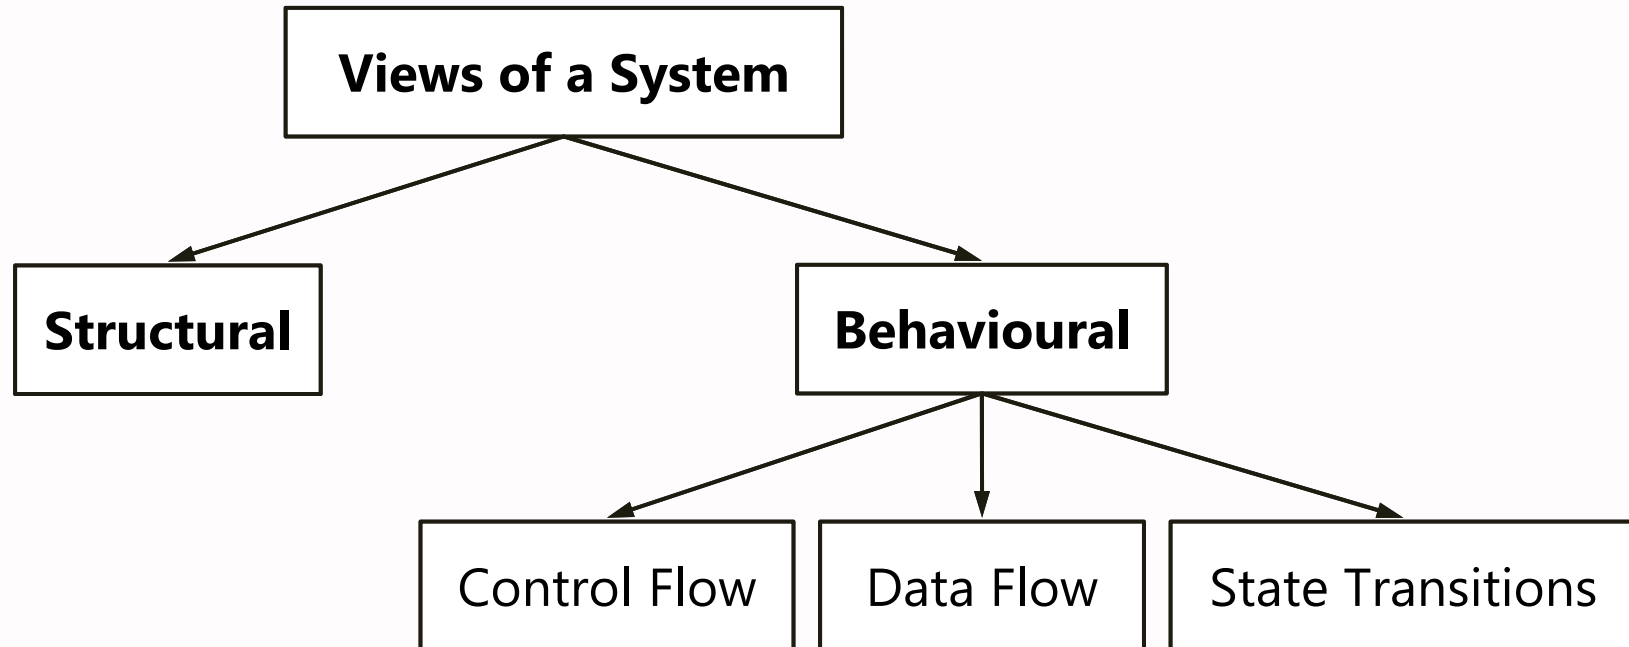 Views of a System
Structural
Behavioural
Control Flow
Data Flow
State Transitions